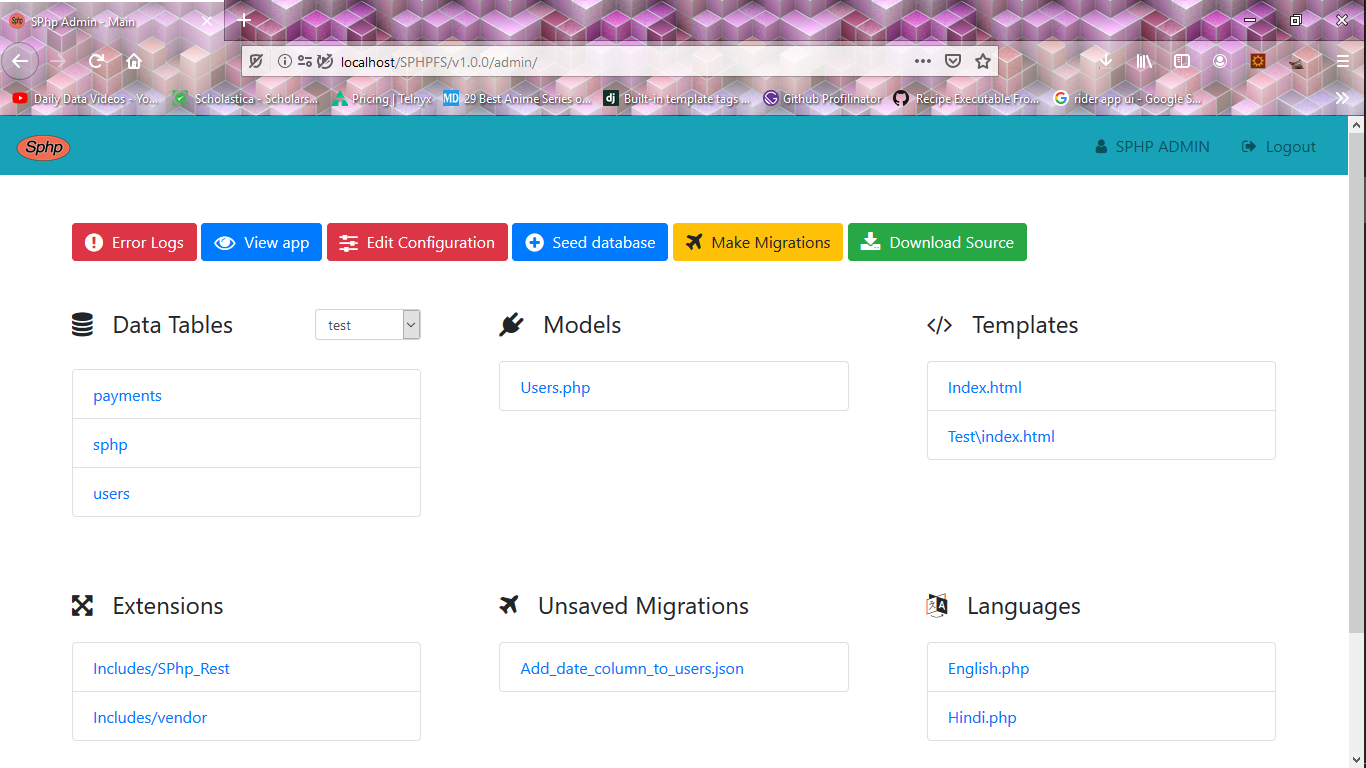 Sphp SPhp Admin - Main
localhost/SPHPFS/v1.0.0/admin/
Daily Data Videos - Yo... Scholastica - Scholars... Pricing | Telnyx MD 29 Best Anime Series o... dj Built-in template tags ... Github Profilinator Recipe Executable Fro... rider app ui - Google S...
Sphp SPHP ADMIN Logout
Error Logs View app Edit Configuration Seed database Make Migrations Download Source
Data Tables test Models Templates
payments
sphp
users
Users.php
Index.html
Test\index.html
Extensions Unsaved Migrations Languages
Includes/SPhp_Rest
Includes/vendor
Add_date_column_to_users.json
English.php
Hindi.php